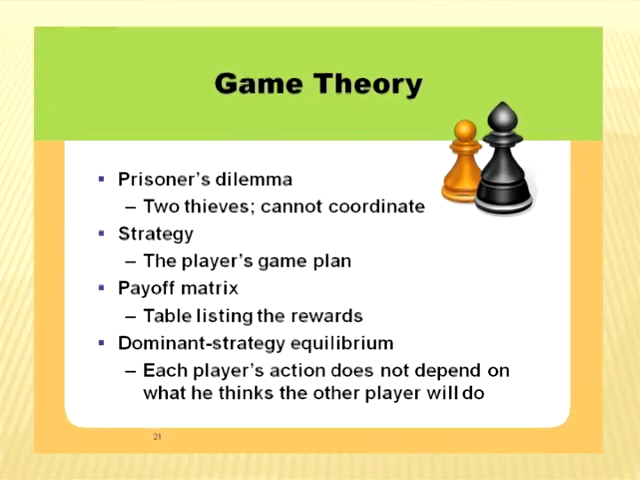 Game Theory
▪ Prisoner's dilemma
– Two thieves; cannot coordinate
▪ Strategy
– The player's game plan
▪ Payoff matrix
– Table listing the rewards
▪ Dominant-strategy equilibrium
– Each player's action does not depend on
what he thinks the other player will do
21